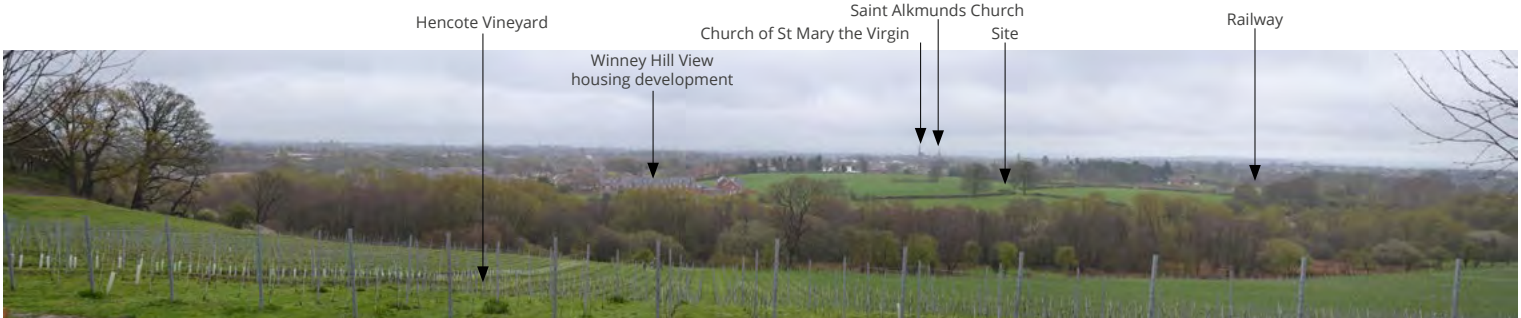 Hencote Vineyard
Winney Hill View
housing development
Church of St Mary the Virgin
Saint Alkmunds Church
Site
Railway